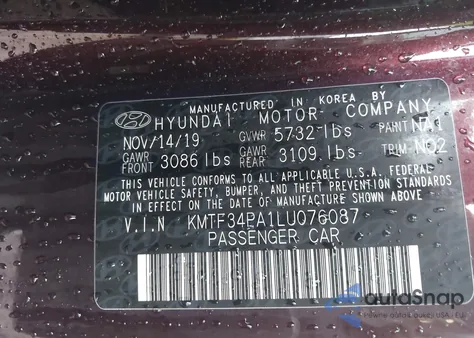 MANUFACTURED IN KOREA BY
HYUNDAI MOTOR COMPANY
NOV/14/19 GVWR 5732 lbs PAINT NA1
GAWR FRONT 3086 lbs GAWR REAR 3109 lbs TRIM NO2
THIS VEHICLE CONFORMS TO ALL APPLICABLE U.S.A. FEDERAL
MOTOR VEHICLE SAFETY, BUMPER, AND THEFT PREVENTION STANDARDS
IN EFFECT ON THE DATE OF MANUFACTURE SHOWN ABOVE.
V.I.N KMTF34PA1LU076087
PASSENGER CAR
autoSnap